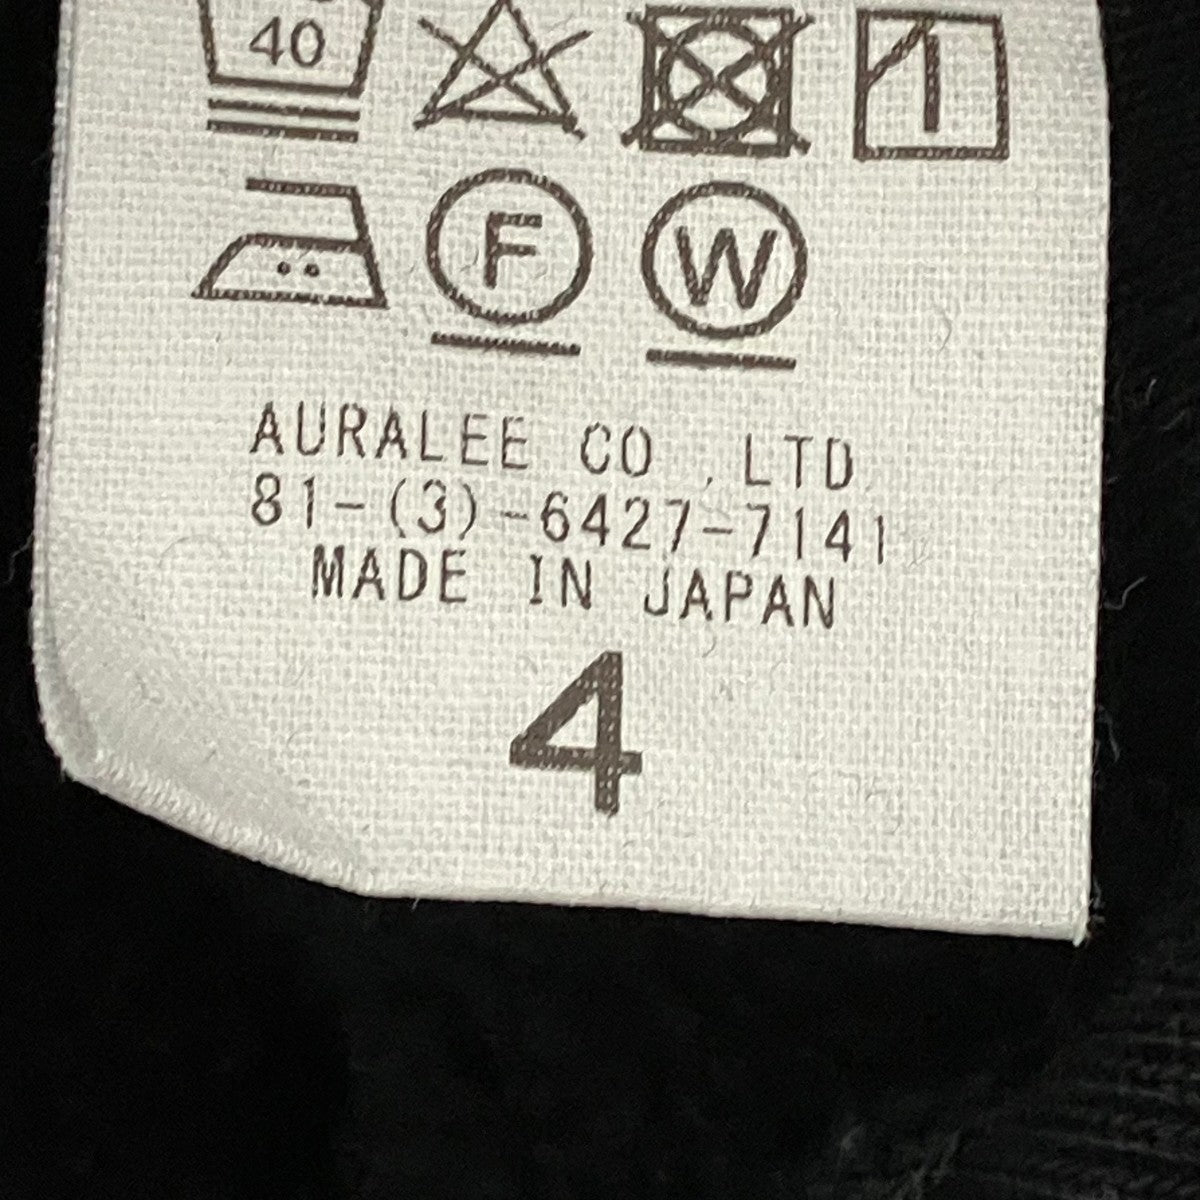 40
F W
AURALEE CO .,LTD
81-(3)-6427-7141
MADE IN JAPAN
4